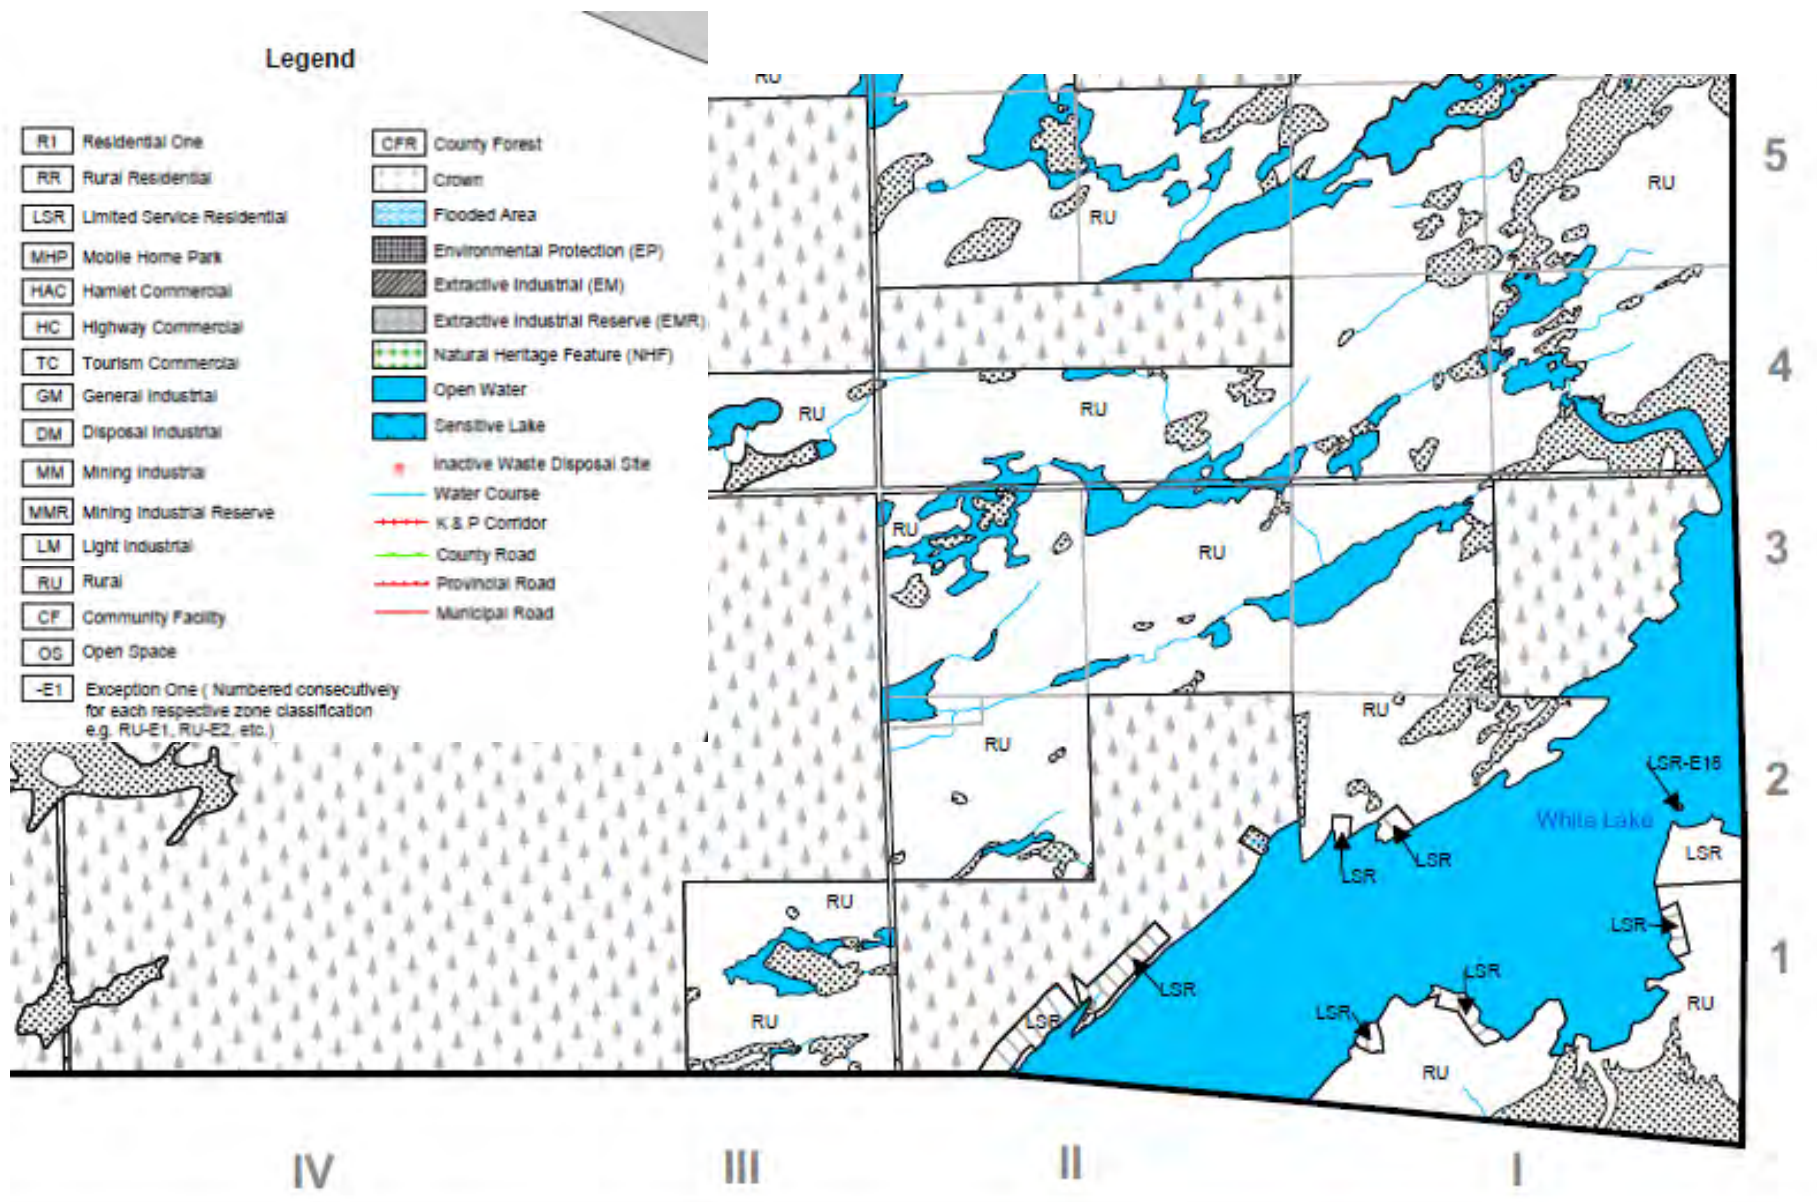 Legend
R1 Residential One
RR Rural Residential
LSR Limited Service Residential
MHP Mobile Home Park
HAC Hamlet Commercial
HC Highway Commercial
TC Tourism Commercial
GM General Industrial
DM Disposal Industrial
MM Mining Industrial
MMR Mining Industrial Reserve
LM Light Industrial
RU Rural
CF Community Facility
OS Open Space
-E1 Exception One ( Numbered consecutively
for each respective zone classification
e.g. RU-E1, RU-E2, etc.)
CFR County Forest
Crown
Flooded Area
Environmental Protection (EP)
Extractive Industrial (EM)
Extractive Industrial Reserve (EMR)
Natural Heritage Feature (NHF)
Open Water
Sensitive Lake
Inactive Waste Disposal Site
Water Course
K & P Corridor
County Road
Provincial Road
Municipal Road
RU
5
RU
RU
4
RU
RU
RU
RU
3
RU
RU
LSR-E16
2
White Lake
LSR
LSR
LSR
RU
LSR
1
LSR
LSR
RU
LSR
LSR
RU
RU
IV
III
II
I